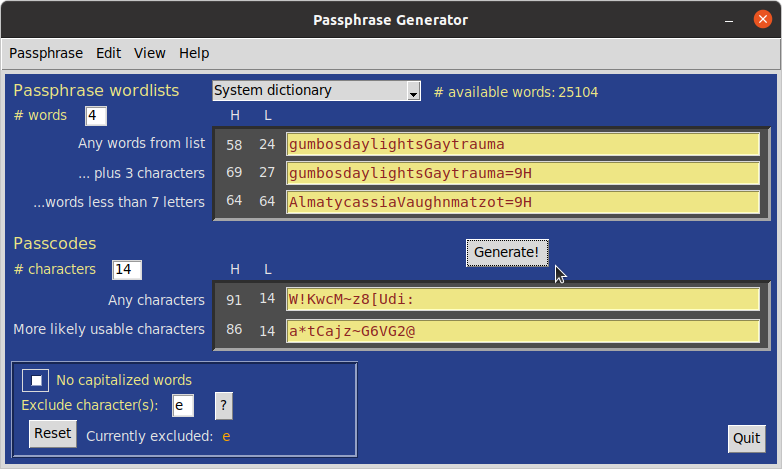 Passphrase Generator
Passphrase Edit View Help
Passphrase wordlists System dictionary # available words: 25104
# words 4 H L
Any words from list 58 24 gumbosdaylightsGaytrauma
... plus 3 characters 69 27 gumbosdaylightsGaytrauma=9H
...words less than 7 letters 64 64 AlmatycassiaVaughnmatzot=9H
Passcodes Generate!
# characters 14 H L
Any characters 91 14 W!KwcM~z8[Udi:
More likely usable characters 86 14 a*tCajz~G6VG2@
No capitalized words
Exclude character(s): e ?
Reset Currently excluded: e Quit